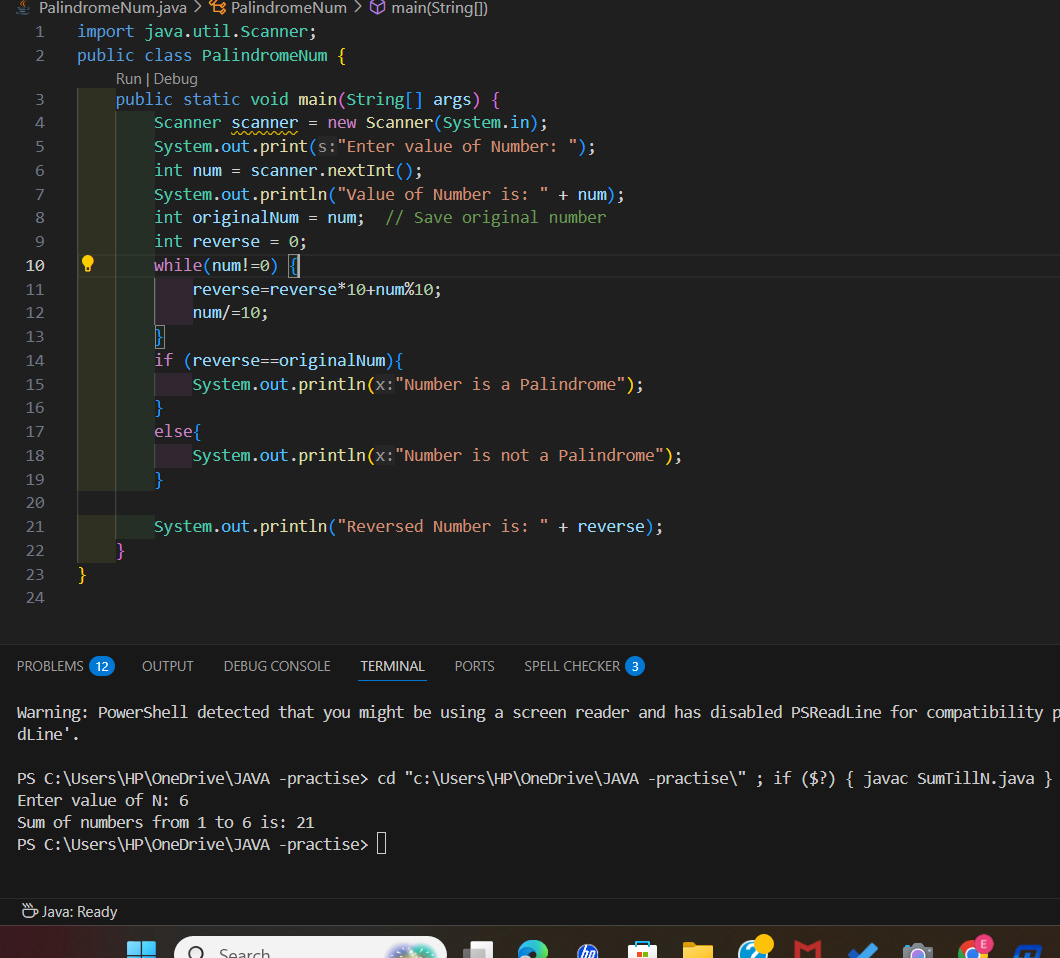 PalindromeNum.java > PalindromeNum > main(String[])
1 import java.util.Scanner;
2 public class PalindromeNum {
Run | Debug
3 public static void main(String[] args) {
4 Scanner scanner = new Scanner(System.in);
5 System.out.print(s:"Enter value of Number: ");
6 int num = scanner.nextInt();
7 System.out.println("Value of Number is: " + num);
8 int originalNum = num;  // Save original number
9 int reverse = 0;
10 while(num!=0) {
11 reverse=reverse*10+num%10;
12 num/=10;
13 }
14 if (reverse==originalNum){
15 System.out.println(x:"Number is a Palindrome");
16 }
17 else{
18 System.out.println(x:"Number is not a Palindrome");
19 }
20
21 System.out.println("Reversed Number is: " + reverse);
22 }
23 }
24
PROBLEMS 12 OUTPUT DEBUG CONSOLE TERMINAL PORTS SPELL CHECKER 3
Warning: PowerShell detected that you might be using a screen reader and has disabled PSReadLine for compatibility p
dLine'.
PS C:\Users\HP\OneDrive\JAVA -practise> cd "c:\Users\HP\OneDrive\JAVA -practise\" ; if ($?) { javac SumTillN.java }
Enter value of N: 6
Sum of numbers from 1 to 6 is: 21
PS C:\Users\HP\OneDrive\JAVA -practise>
Java: Ready
Search
hp
E